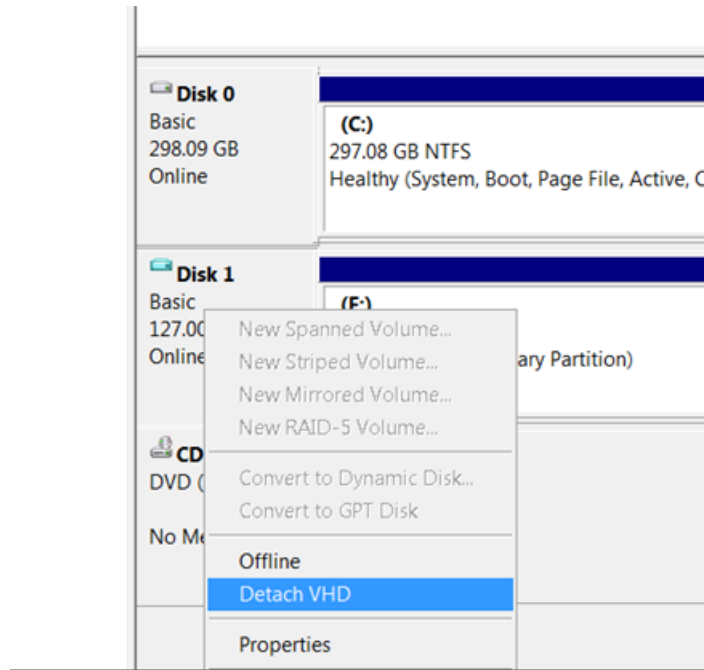 Disk 0
Basic
298.09 GB
Online
(C:)
297.08 GB NTFS
Healthy (System, Boot, Page File, Active, C
Disk 1
Basic
127.00
Online
ary Partition)
New Spanned Volume...
New Striped Volume...
New Mirrored Volume...
New RAID-5 Volume...
Convert to Dynamic Disk...
Convert to GPT Disk
Offline
Detach VHD
Properties
CD
DVD (
No Me